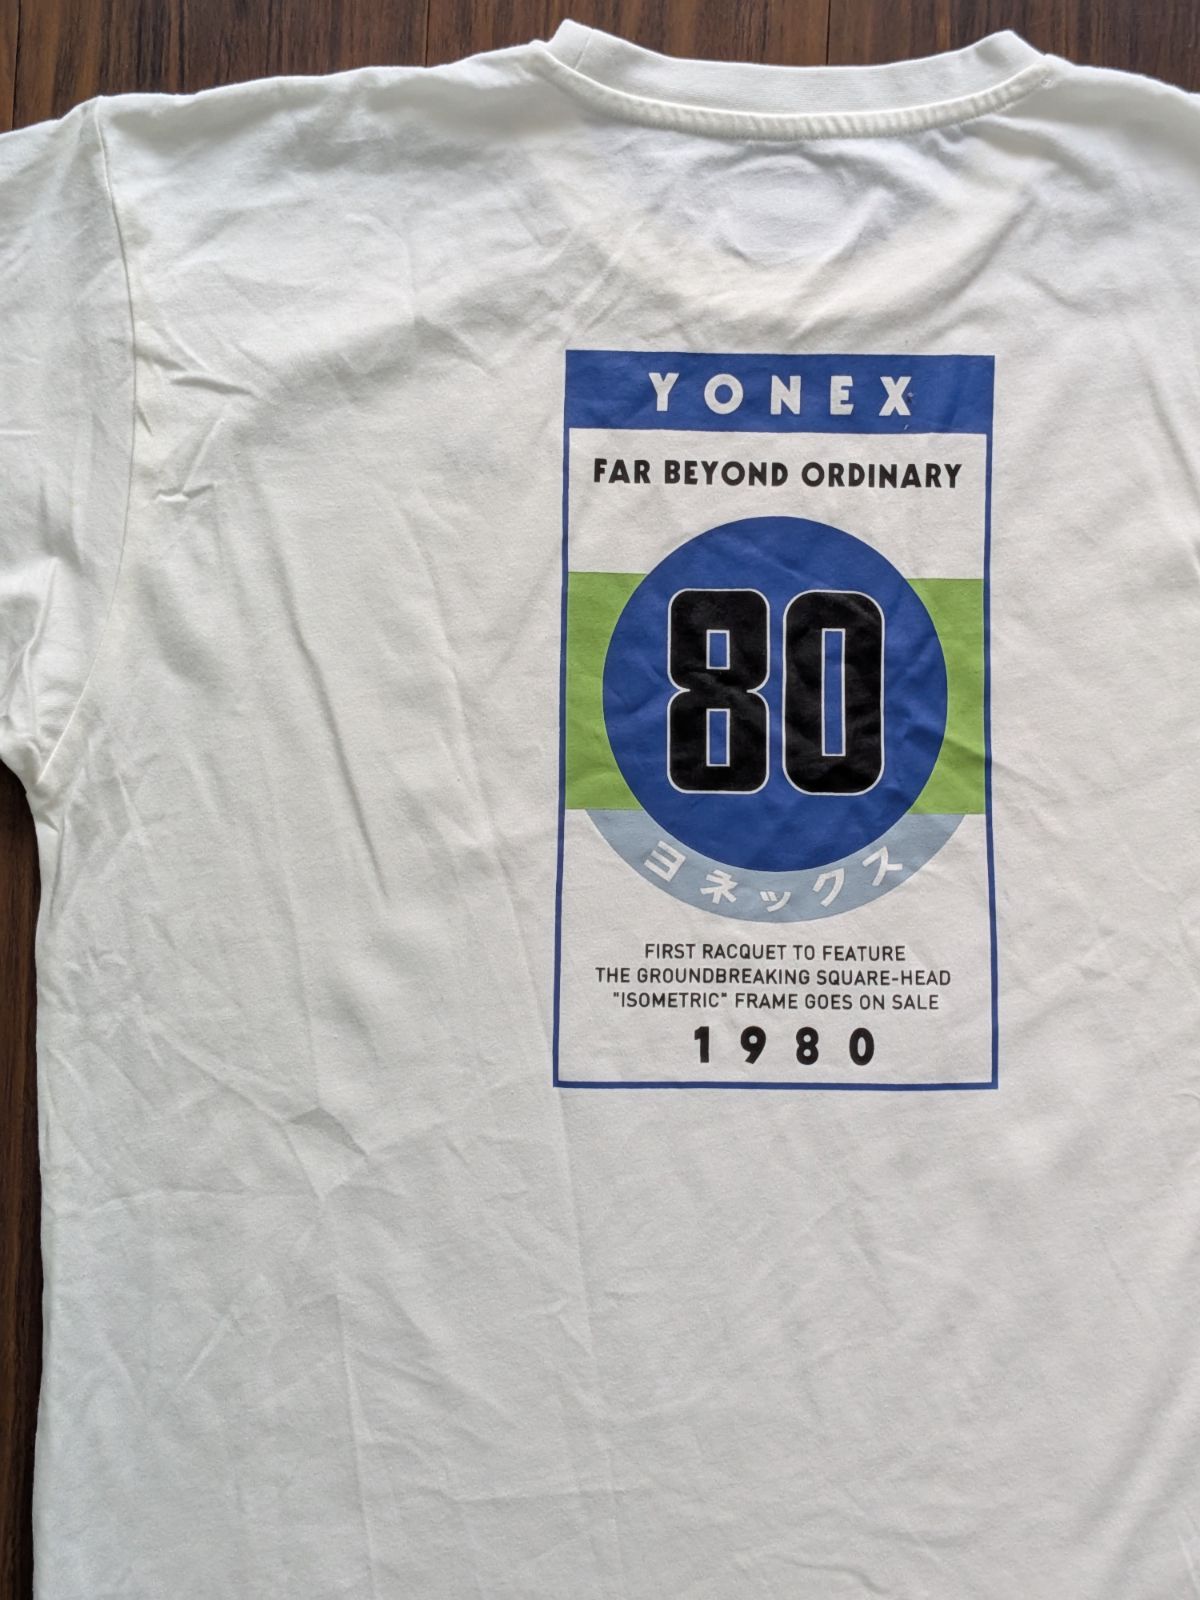 YONEX
FAR BEYOND ORDINARY
80
ヨネックス
FIRST RACQUET TO FEATURE
THE GROUNDBREAKING SQUARE-HEAD
"ISOMETRIC" FRAME GOES ON SALE
1980